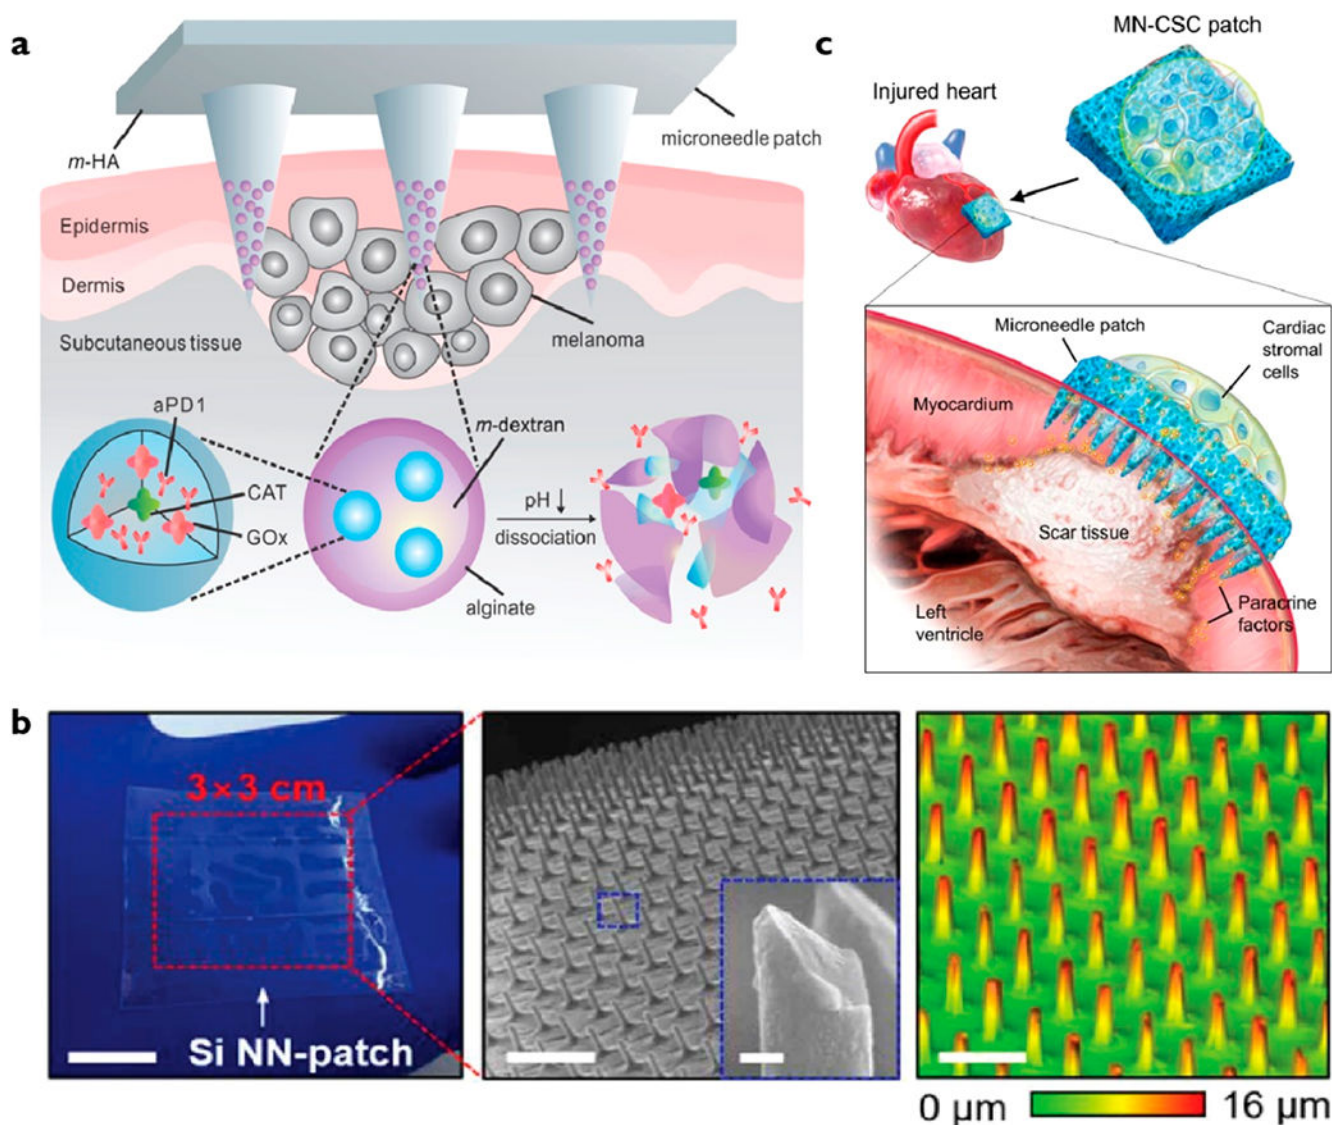 a
m-HA
microneedle patch
Epidermis
Dermis
Subcutaneous tissue
melanoma
aPD1
CAT
GOx
m-dextran
alginate
pH ↓
dissociation
c
MN-CSC patch
Injured heart
Microneedle patch
Cardiac
stromal
cells
Myocardium
Scar tissue
Left
ventricle
Paracrine
factors
b
3×3 cm
Si NN-patch
0 μm
16 μm